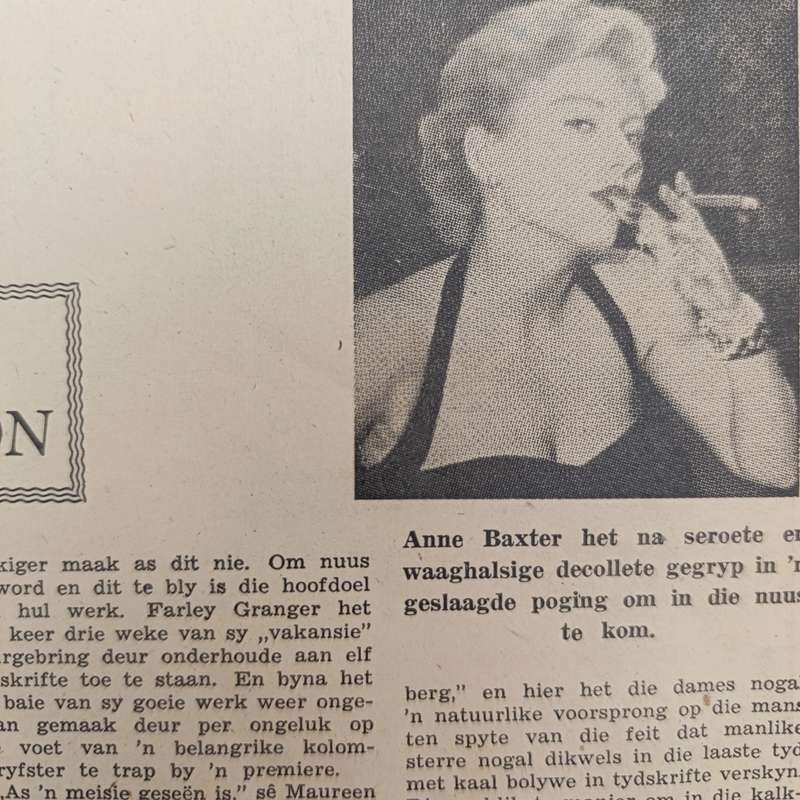 ON
kiger maak as dit nie. Om nuus
word en dit te bly is die hoofdoel
hul werk. Farley Granger het
keer drie weke van sy „vakansie”
rgebring deur onderhoude aan elf
skrifte toe te staan. En byna het
baie van sy goeie werk weer onge-
an gemaak deur per ongeluk op
voet van 'n belangrike kolom-
ryfster te trap by 'n premiere.
„As 'n meisie geseën is,” sê Maureen
Anne Baxter het na seroete en
waaghalsige decollete gegryp in 'n
geslaagde poging om in die nuus
te kom.
berg,” en hier het die dames nogal
'n natuurlike voorsprong op die mans
ten spyte van die feit dat manlike
sterre nogal dikwels in die laaste tyd
met kaal bolywe in tydskrifte verskyn.
manier om in die kalk-